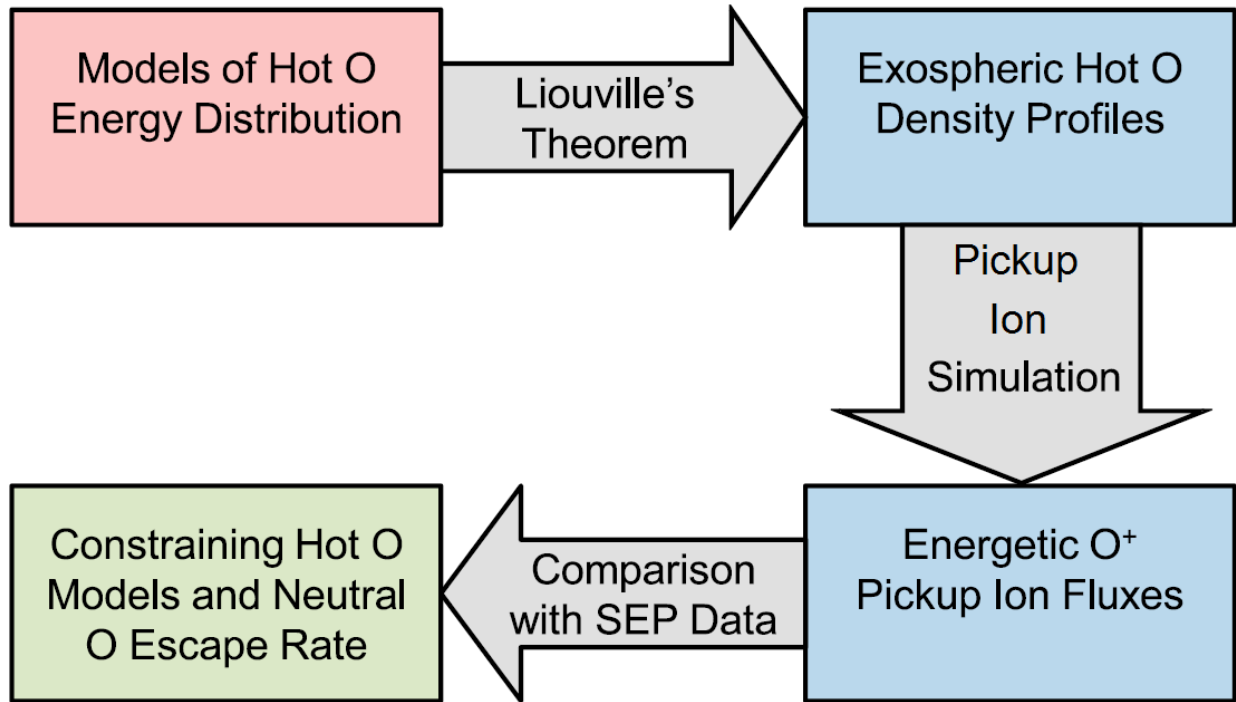 Models of Hot O
Energy Distribution
Liouville's
Theorem
Exospheric Hot O
Density Profiles
Pickup
Ion
Simulation
Energetic O⁺
Pickup Ion Fluxes
Comparison
with SEP Data
Constraining Hot O
Models and Neutral
O Escape Rate